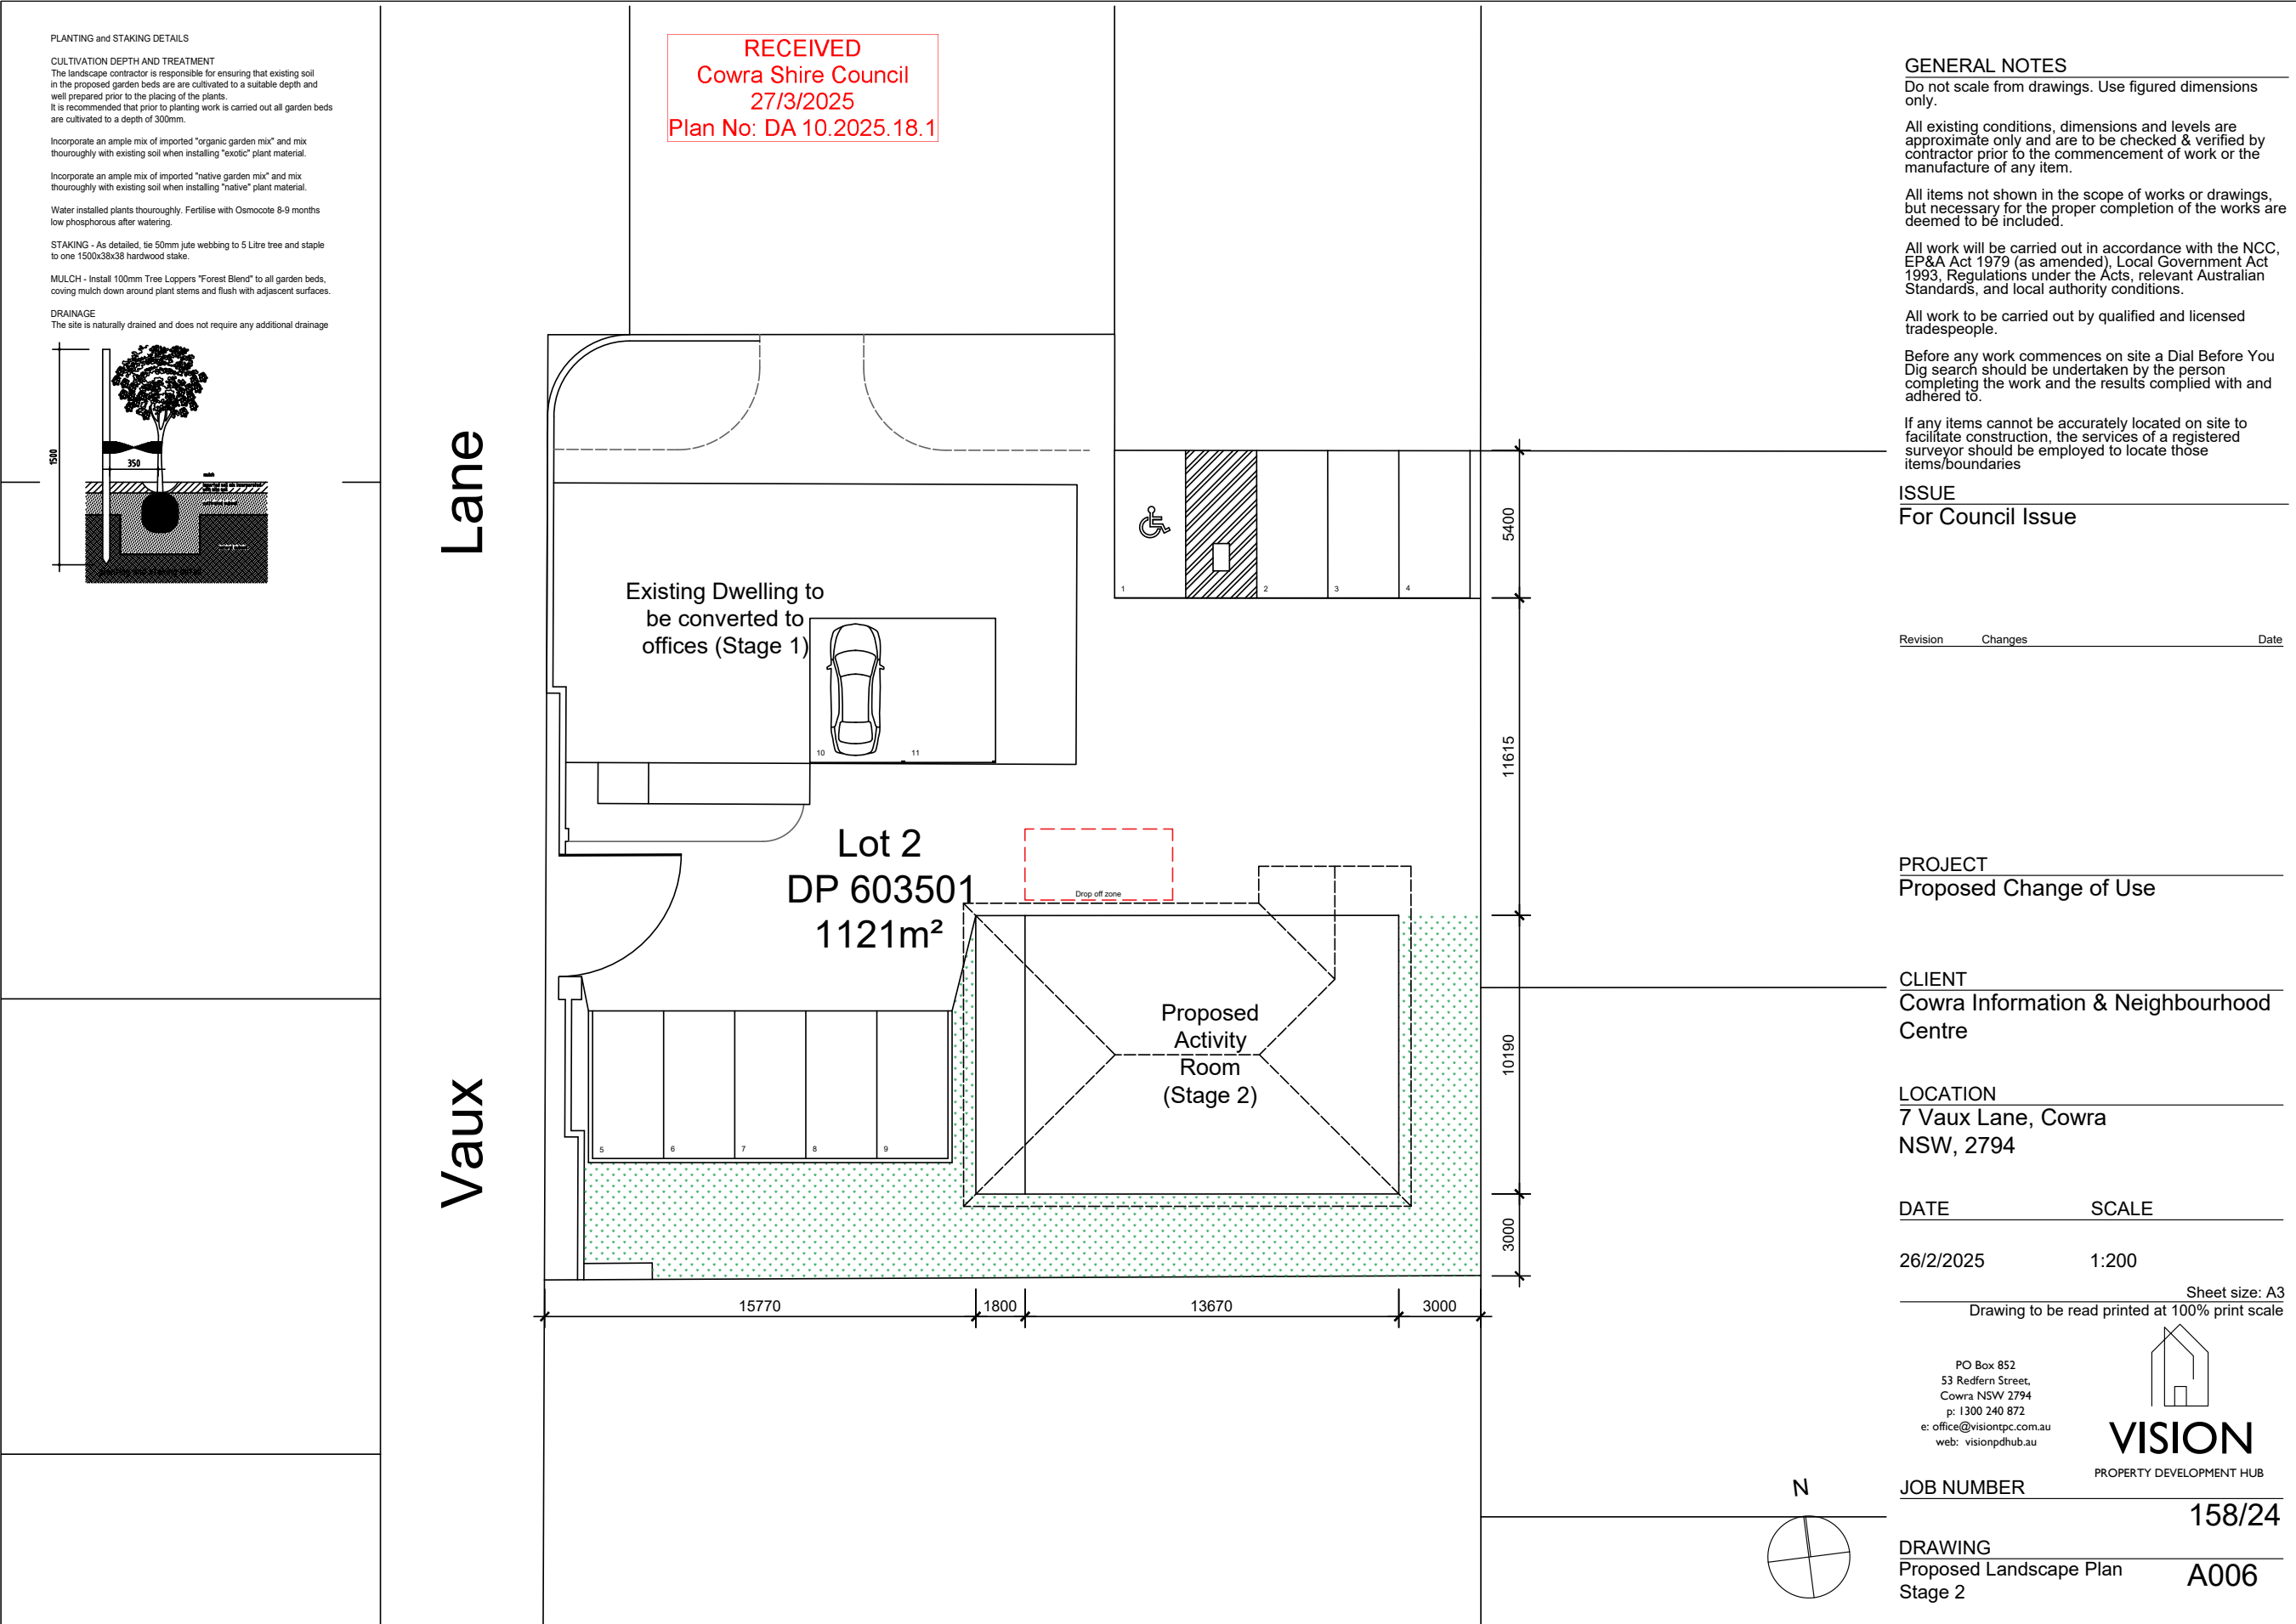 PLANTING and STAKING DETAILS
CULTIVATION DEPTH AND TREATMENT
The landscape contractor is responsible for ensuring that existing soil
in the proposed garden beds are are cultivated to a suitable depth and
well prepared prior to the placing of the plants.
It is recommended that prior to planting work is carried out all garden beds
are cultivated to a depth of 300mm.
Incorporate an ample mix of imported "organic garden mix" and mix
thouroughly with existing soil when installing "exotic" plant material.
Incorporate an ample mix of imported "native garden mix" and mix
thouroughly with existing soil when installing "native" plant material.
Water installed plants thouroughly. Fertilise with Osmocote 8-9 months
low phosphorous after watering.
STAKING - As detailed, tie 50mm jute webbing to 5 Litre tree and staple
to one 1500x38x38 hardwood stake.
MULCH - Install 100mm Tree Loppers "Forest Blend" to all garden beds,
coving mulch down around plant stems and flush with adjascent surfaces.
DRAINAGE
The site is naturally drained and does not require any additional drainage
1500
350
planting and staking detail
RECEIVED
Cowra Shire Council
27/3/2025
Plan No: DA 10.2025.18.1
Vaux Lane
Existing Dwelling to
be converted to
offices (Stage 1)
10
11
1
2
3
4
5400
11615
10190
3000
Lot 2
DP 603501
1121m²
Drop off zone
Proposed
Activity
Room
(Stage 2)
5
6
7
8
9
15770
1800
13670
3000
GENERAL NOTES
Do not scale from drawings. Use figured dimensions
only.
All existing conditions, dimensions and levels are
approximate only and are to be checked & verified by
contractor prior to the commencement of work or the
manufacture of any item.
All items not shown in the scope of works or drawings,
but necessary for the proper completion of the works are
deemed to be included.
All work will be carried out in accordance with the NCC,
EP&A Act 1979 (as amended), Local Government Act
1993, Regulations under the Acts, relevant Australian
Standards, and local authority conditions.
All work to be carried out by qualified and licensed
tradespeople.
Before any work commences on site a Dial Before You
Dig search should be undertaken by the person
completing the work and the results complied with and
adhered to.
If any items cannot be accurately located on site to
facilitate construction, the services of a registered
surveyor should be employed to locate those
items/boundaries
ISSUE
For Council Issue
Revision Changes Date
PROJECT
Proposed Change of Use
CLIENT
Cowra Information & Neighbourhood
Centre
LOCATION
7 Vaux Lane, Cowra
NSW, 2794
DATE SCALE
26/2/2025 1:200
Sheet size: A3
Drawing to be read printed at 100% print scale
PO Box 852
53 Redfern Street,
Cowra NSW 2794
p: 1300 240 872
e: office@visiontpc.com.au
web: visionpdhub.au
VISION
PROPERTY DEVELOPMENT HUB
N
JOB NUMBER
158/24
DRAWING
Proposed Landscape Plan
Stage 2
A006